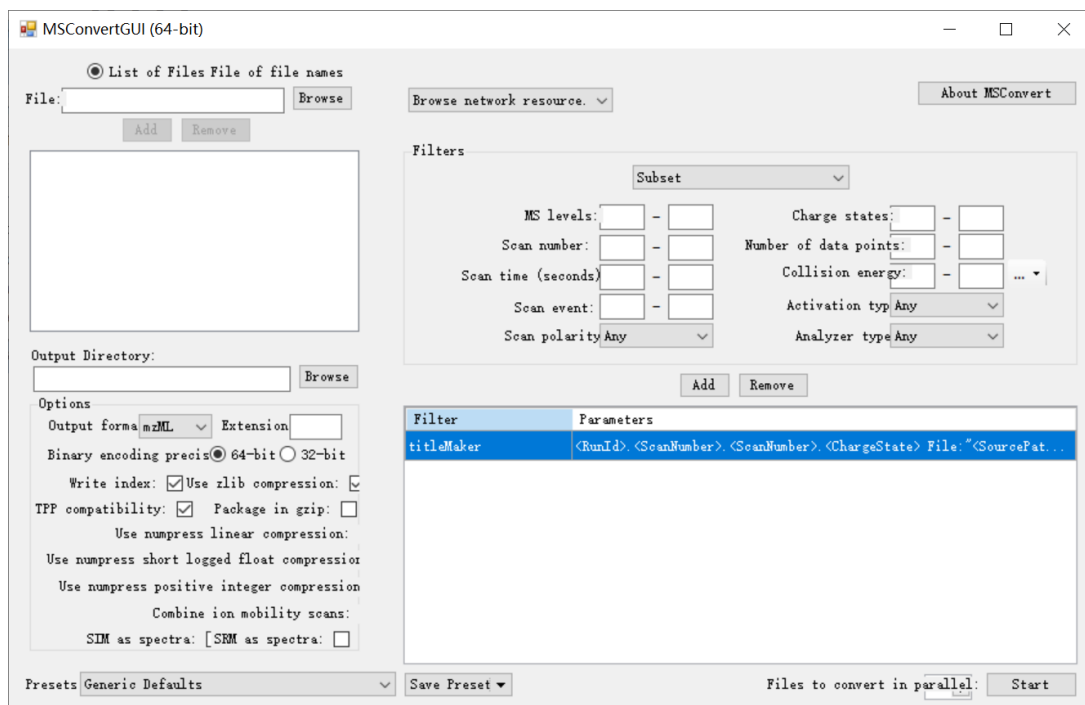 MSConvertGUI (64-bit)
List of Files File of file names
File:
Browse
Add Remove
Browse network resource.
About MSConvert
Filters
Subset
MS levels: -
Scan number: -
Scan time (seconds) -
Scan event: -
Scan polarity Any
Charge states: -
Number of data points: -
Collision energy: - ...
Activation typ Any
Analyzer type Any
Add Remove
Output Directory:
Browse
Options
Output forma mzML Extension
Binary encoding precis 64-bit 32-bit
Write index: Use zlib compression:
TPP compatibility: Package in gzip:
Use numpress linear compression:
Use numpress short logged float compression
Use numpress positive integer compression
Combine ion mobility scans:
SIM as spectra: SRM as spectra:
Filter Parameters
titleMaker <RunId>.<ScanNumber>.<ScanNumber>.<ChargeState> File:"<SourcePat...
Presets Generic Defaults
Save Preset
Files to convert in parallel:
Start